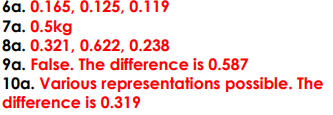 6a. 0.165, 0.125, 0.119
7a. 0.5kg
8a. 0.321, 0.622, 0.238
9a. False. The difference is 0.587
10a. Various representations possible. The
difference is 0.319